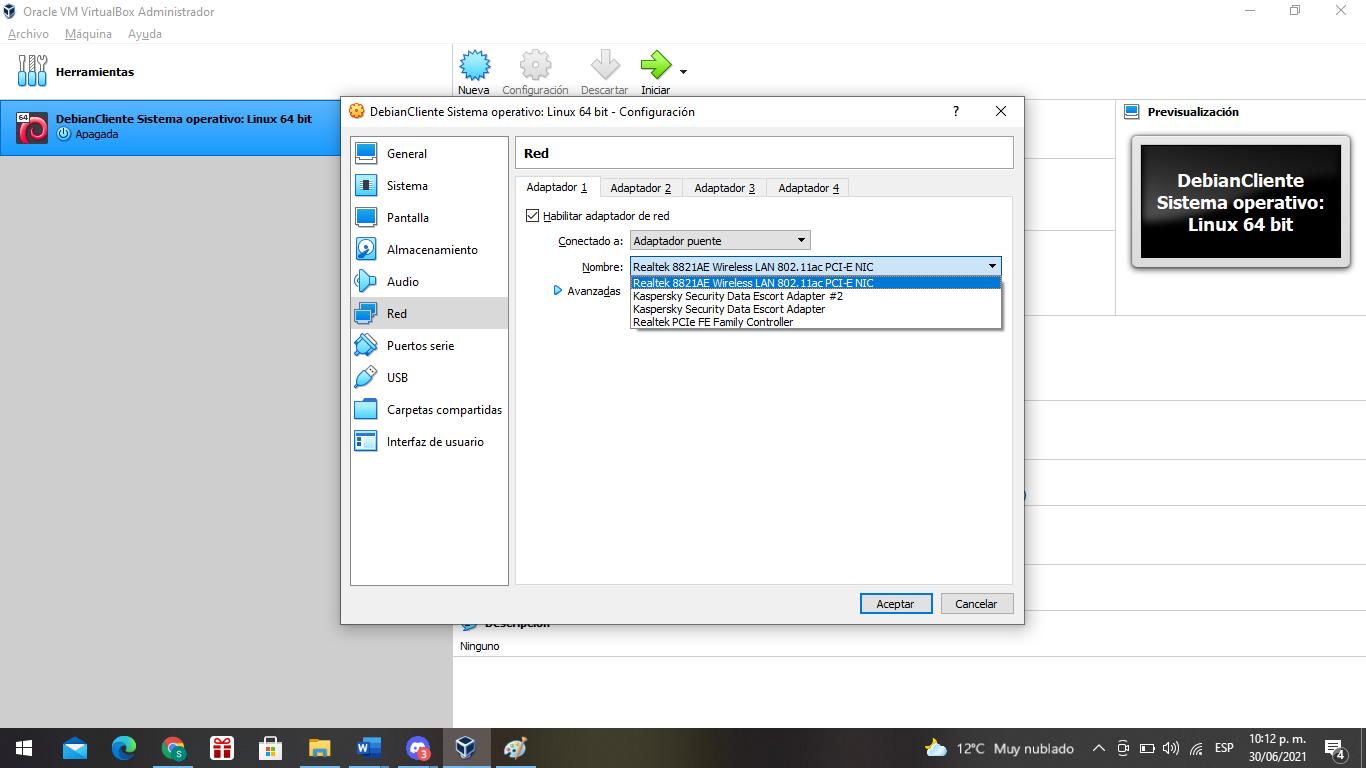 Oracle VM VirtualBox Administrador
Archivo Máquina Ayuda
Herramientas
Nueva Configuración Descartar Iniciar
64
DebianCliente Sistema operativo: Linux 64 bit
Apagada
DebianCliente Sistema operativo: Linux 64 bit - Configuración
?
General
Sistema
Pantalla
Almacenamiento
Audio
Red
Puertos serie
USB
Carpetas compartidas
Interfaz de usuario
Red
Adaptador 1 Adaptador 2 Adaptador 3 Adaptador 4
Habilitar adaptador de red
Conectado a: Adaptador puente
Nombre: Realtek 8821AE Wireless LAN 802.11ac PCI-E NIC
Realtek 8821AE Wireless LAN 802.11ac PCI-E NIC
Kaspersky Security Data Escort Adapter #2
Kaspersky Security Data Escort Adapter
Realtek PCIe FE Family Controller
Avanzadas
Aceptar Cancelar
Previsualización
DebianCliente
Sistema operativo:
Linux 64 bit
Descripción
Ninguno
S
3
12°C Muy nublado
ESP
10:12 p. m.
30/06/2021
4